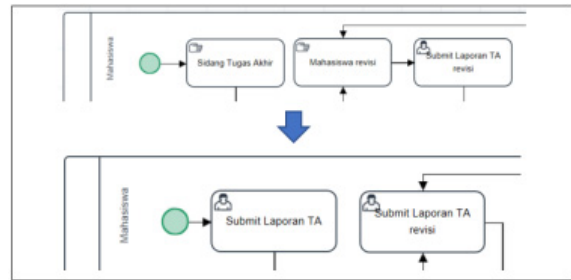 Mahasiswa
Sidang Tugas Akhir
Mahasiswa revisi
Submit Laporan TA
revisi
Mahasiswa
Submit Laporan TA
Submit Laporan TA
revisi